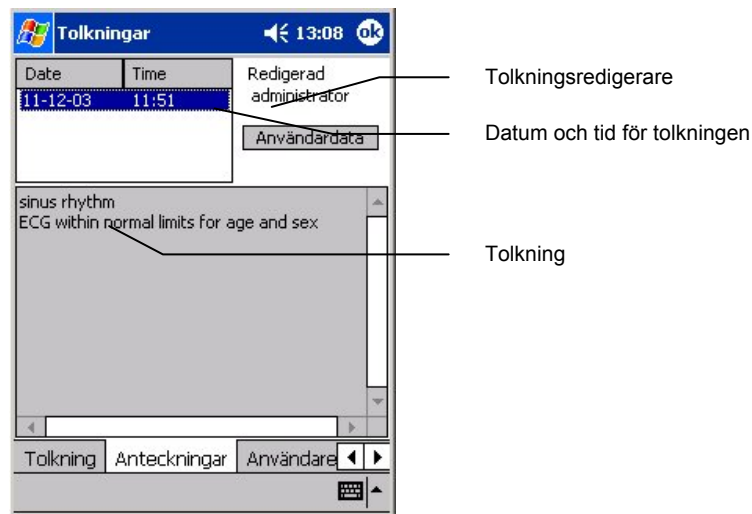 Tolkningar 13:08 ok
Date Time
11-12-03 11:51
Redigerad
administrator
Användardata
sinus rhythm
ECG within normal limits for age and sex
Tolkning Anteckningar Användare
Tolkningsredigerare
Datum och tid för tolkningen
Tolkning